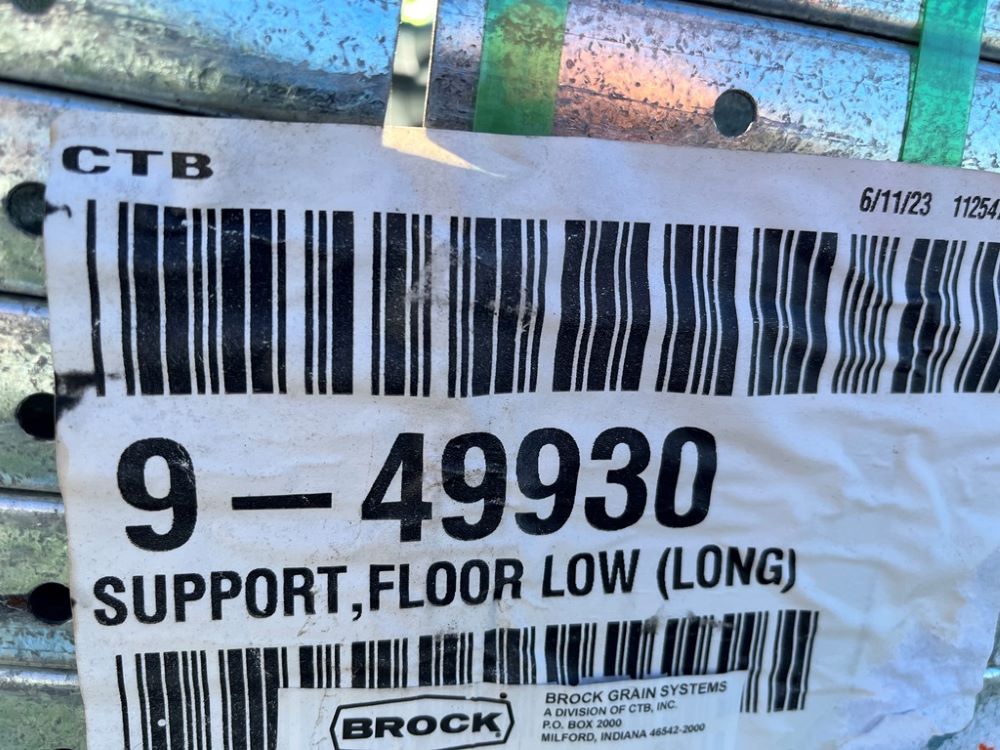 CTB
6/11/23 11254
9-49930
SUPPORT,FLOOR LOW (LONG)
BROCK
BROCK GRAIN SYSTEMS
A DIVISION OF CTB, INC.
P.O. BOX 2000
MILFORD, INDIANA 46542-2000